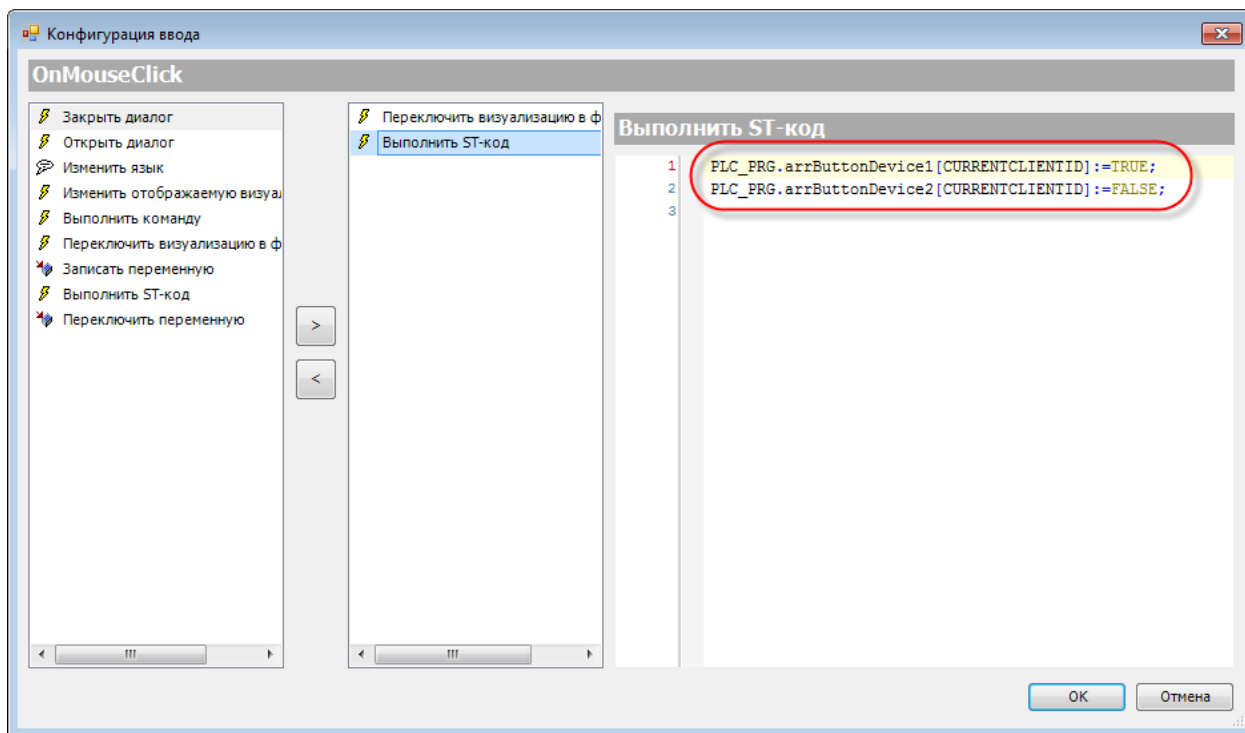 Конфигурация ввода
OnMouseClick
Закрыть диалог
Открыть диалог
Изменить язык
Изменить отображаемую визуал
Выполнить команду
Переключить визуализацию в ф
Записать переменную
Выполнить ST-код
Переключить переменную
>
<
Переключить визуализацию в ф
Выполнить ST-код
Выполнить ST-код
1 PLC_PRG.arrButtonDevice1[CURRENTCLIENTID]:=TRUE;
2 PLC_PRG.arrButtonDevice2[CURRENTCLIENTID]:=FALSE;
3
OK
Отмена